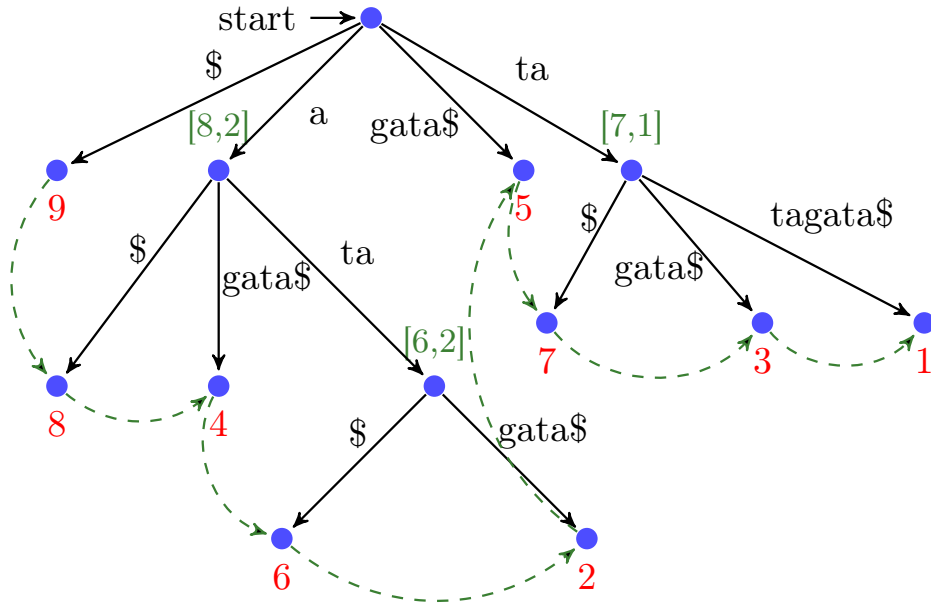 start
$
ta
a
gata$
[8,2]
[7,1]
9
5
$
ta
gata$
$
gata$
tagata$
[6,2]
7
3
1
8
4
$
gata$
6
2